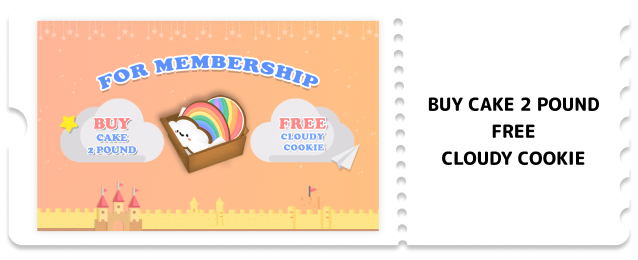 FOR MEMBERSHIP
BUY
CAKE
2 POUND
FREE
CLOUDY
COOKIE
BUY CAKE 2 POUND
FREE
CLOUDY COOKIE